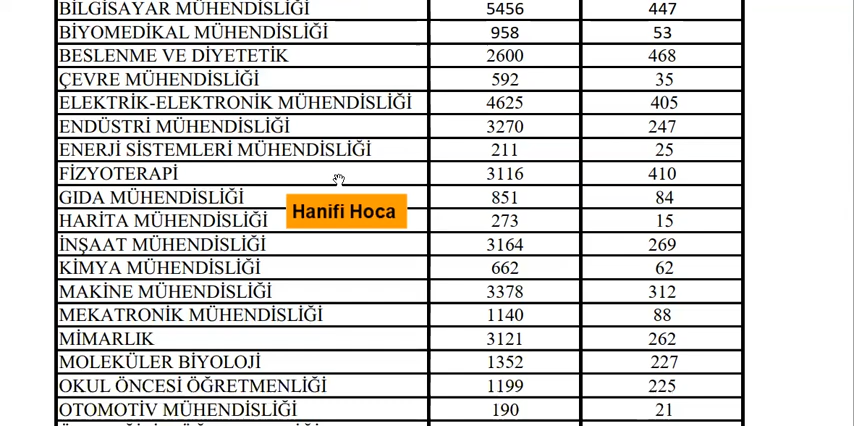 BİLGİSAYAR MÜHENDİSLİĞİ 5456 447
BİYOMEDİKAL MÜHENDİSLİĞİ 958 53
BESLENME VE DİYETETİK 2600 468
ÇEVRE MÜHENDİSLİĞİ 592 35
ELEKTRİK-ELEKTRONİK MÜHENDİSLİĞİ 4625 405
ENDÜSTRİ MÜHENDİSLİĞİ 3270 247
ENERJİ SİSTEMLERİ MÜHENDİSLİĞİ 211 25
FİZYOTERAPİ 3116 410
GIDA MÜHENDİSLİĞİ 851 84
Hanifi Hoca
HARİTA MÜHENDİSLİĞİ 273 15
İNŞAAT MÜHENDİSLİĞİ 3164 269
KİMYA MÜHENDİSLİĞİ 662 62
MAKİNE MÜHENDİSLİĞİ 3378 312
MEKATRONİK MÜHENDİSLİĞİ 1140 88
MİMARLIK 3121 262
MOLEKÜLER BİYOLOJİ 1352 227
OKUL ÖNCESİ ÖĞRETMENLİĞİ 1199 225
OTOMOTİV MÜHENDİSLİĞİ 190 21